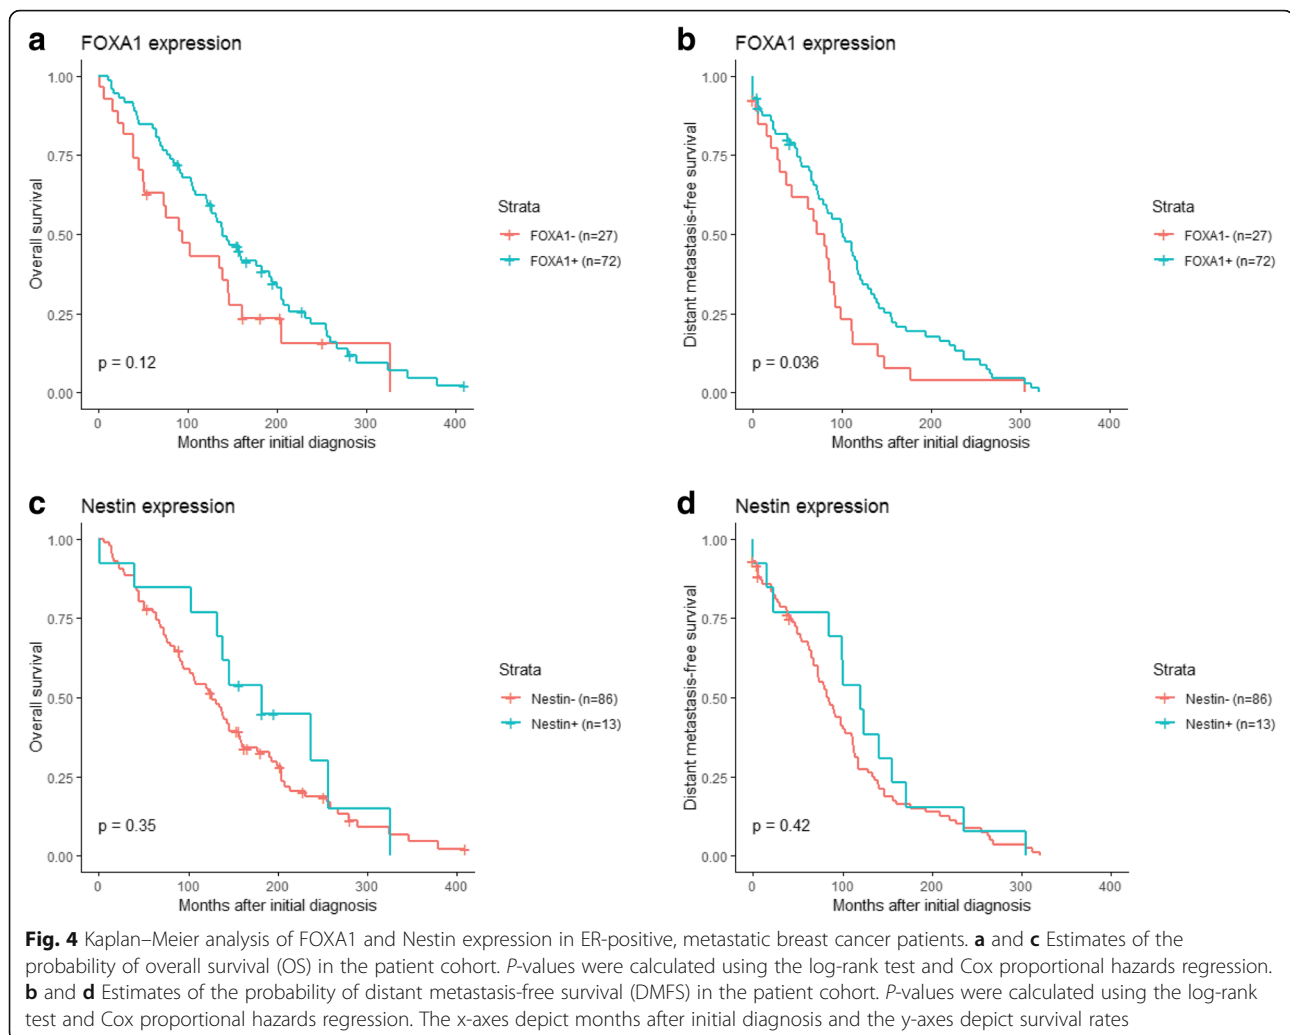 a FOXA1 expression
1.00
0.75
0.50
0.25
0.00
Overall survival
p = 0.12
0 100 200 300 400
Months after initial diagnosis
Strata
FOXA1- (n=27)
FOXA1+ (n=72)
b FOXA1 expression
1.00
0.75
0.50
0.25
0.00
Distant metastasis-free survival
p = 0.036
0 100 200 300 400
Months after initial diagnosis
Strata
FOXA1- (n=27)
FOXA1+ (n=72)
c Nestin expression
1.00
0.75
0.50
0.25
0.00
Overall survival
p = 0.35
0 100 200 300 400
Months after initial diagnosis
Strata
Nestin- (n=86)
Nestin+ (n=13)
d Nestin expression
1.00
0.75
0.50
0.25
0.00
Distant metastasis-free survival
p = 0.42
0 100 200 300 400
Months after initial diagnosis
Strata
Nestin- (n=86)
Nestin+ (n=13)
Fig. 4 Kaplan–Meier analysis of FOXA1 and Nestin expression in ER-positive, metastatic breast cancer patients. a and c Estimates of the
probability of overall survival (OS) in the patient cohort. P-values were calculated using the log-rank test and Cox proportional hazards regression.
b and d Estimates of the probability of distant metastasis-free survival (DMFS) in the patient cohort. P-values were calculated using the log-rank
test and Cox proportional hazards regression. The x-axes depict months after initial diagnosis and the y-axes depict survival rates